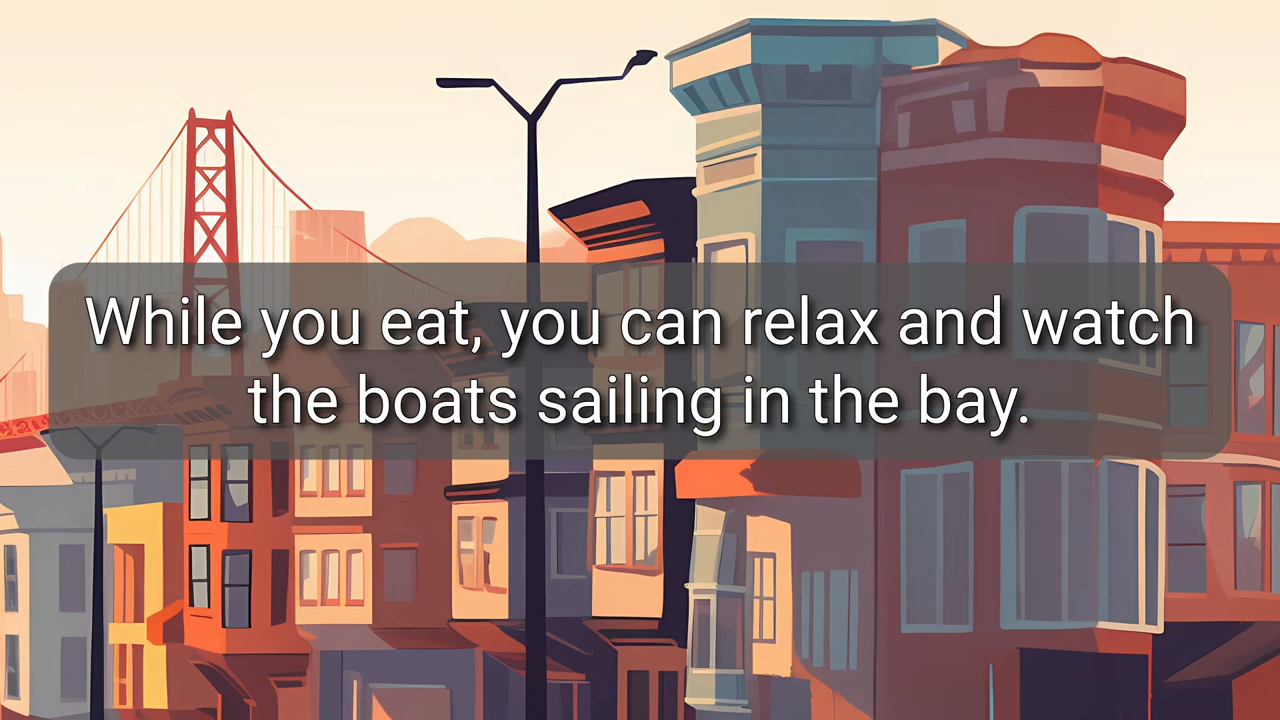 While you eat, you can relax and watch
the boats sailing in the bay.